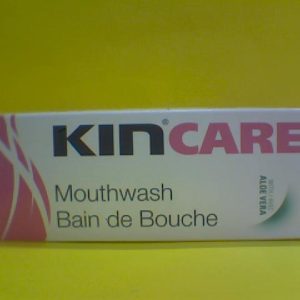 KIN® CARE
Mouthwash
Bain de Bouche
ALOE VERA